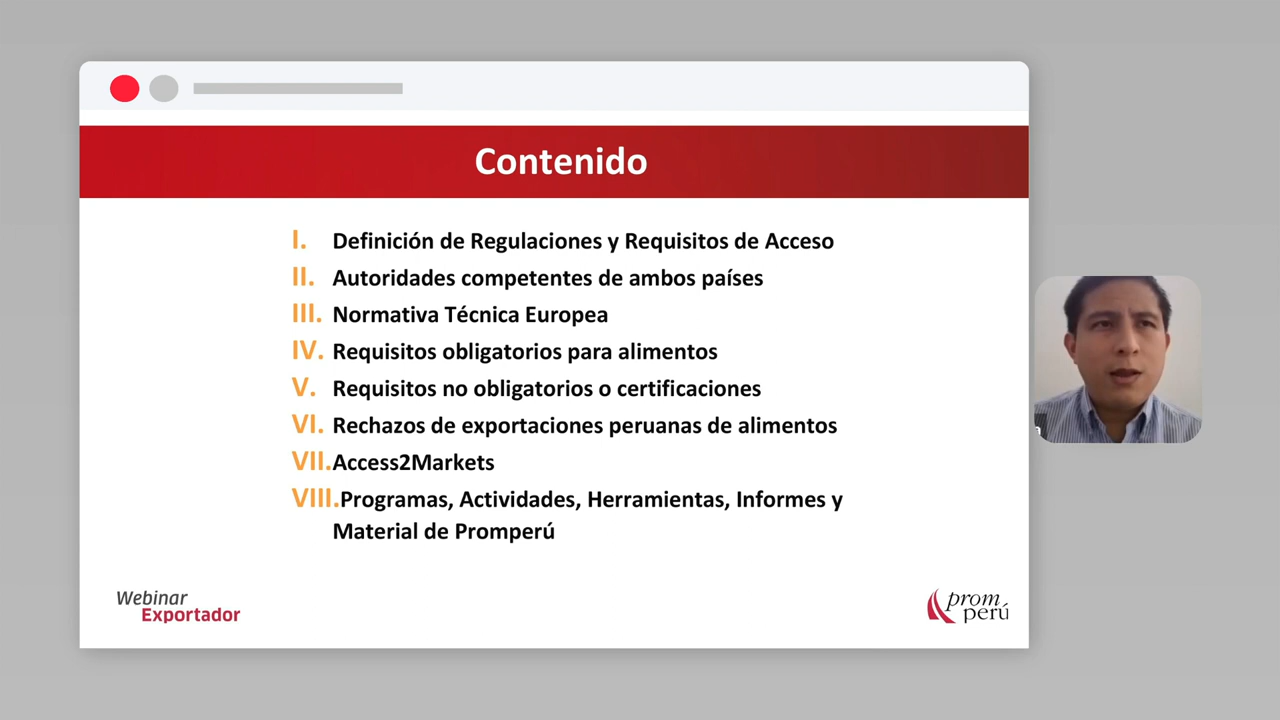 Contenido
I. Definición de Regulaciones y Requisitos de Acceso
II. Autoridades competentes de ambos países
III. Normativa Técnica Europea
IV. Requisitos obligatorios para alimentos
V. Requisitos no obligatorios o certificaciones
VI. Rechazos de exportaciones peruanas de alimentos
VII.Access2Markets
VIII.Programas, Actividades, Herramientas, Informes y
Material de Promperú
Webinar
Exportador
prom
perú